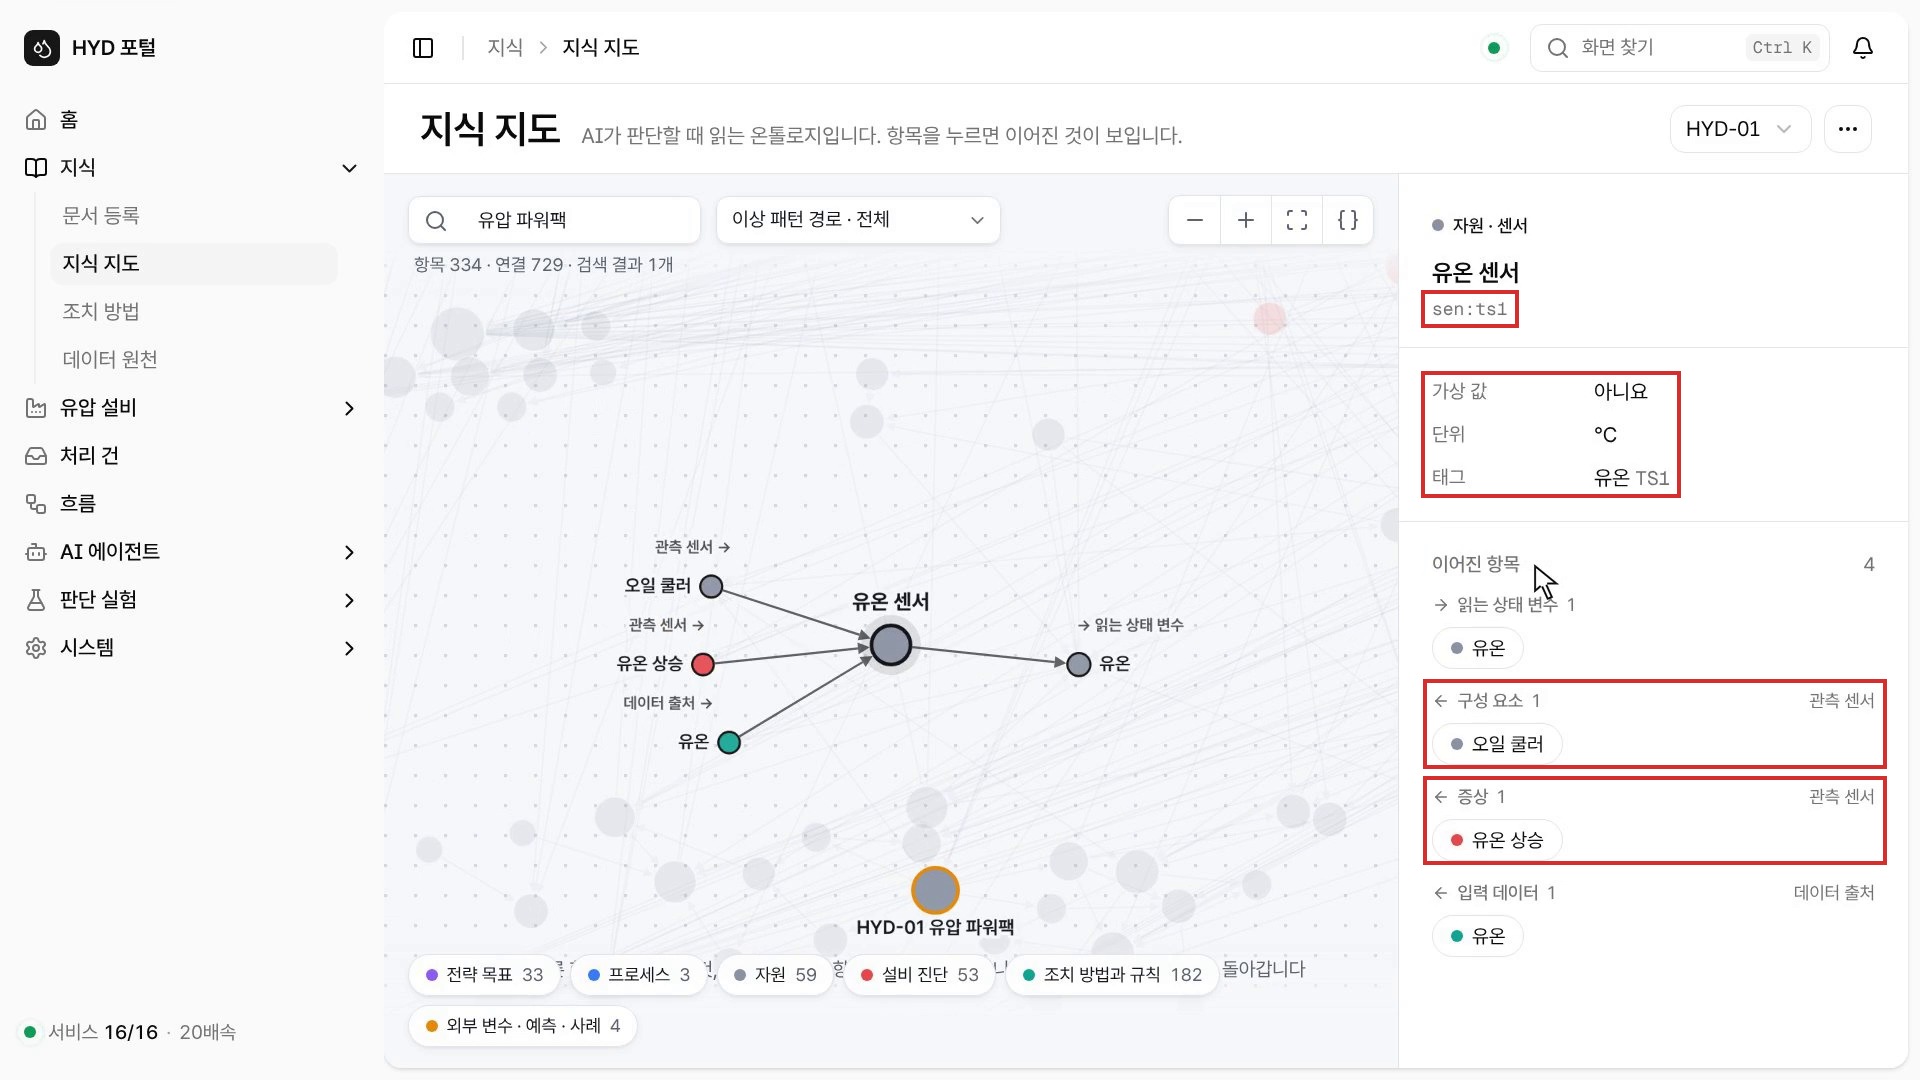 HYD 포털
홈
지식
문서 등록
지식 지도
조치 방법
데이터 원천
유압 설비
처리 건
흐름
AI 에이전트
판단 실험
시스템
서비스 16/16 · 20배속
지식 > 지식 지도
화면 찾기 Ctrl K
지식 지도 AI가 판단할 때 읽는 온톨로지입니다. 항목을 누르면 이어진 것이 보입니다.
HYD-01
유압 파워팩
이상 패턴 경로 · 전체
항목 334 · 연결 729 · 검색 결과 1개
관측 센서 →
오일 쿨러
유온 센서
관측 센서 →
→ 읽는 상태 변수
유온 상승
유온
데이터 출처 →
유온
HYD-01 유압 파워팩
전략 목표 33
프로세스 3
자원 59
설비 진단 53
조치 방법과 규칙 182
돌아갑니다
외부 변수 · 예측 · 사례 4
자원 · 센서
유온 센서
sen:ts1
가상 값 아니요
단위 °C
태그 유온 TS1
이어진 항목 4
→ 읽는 상태 변수 1
유온
← 구성 요소 1 관측 센서
오일 쿨러
← 증상 1 관측 센서
유온 상승
← 입력 데이터 1 데이터 출처
유온